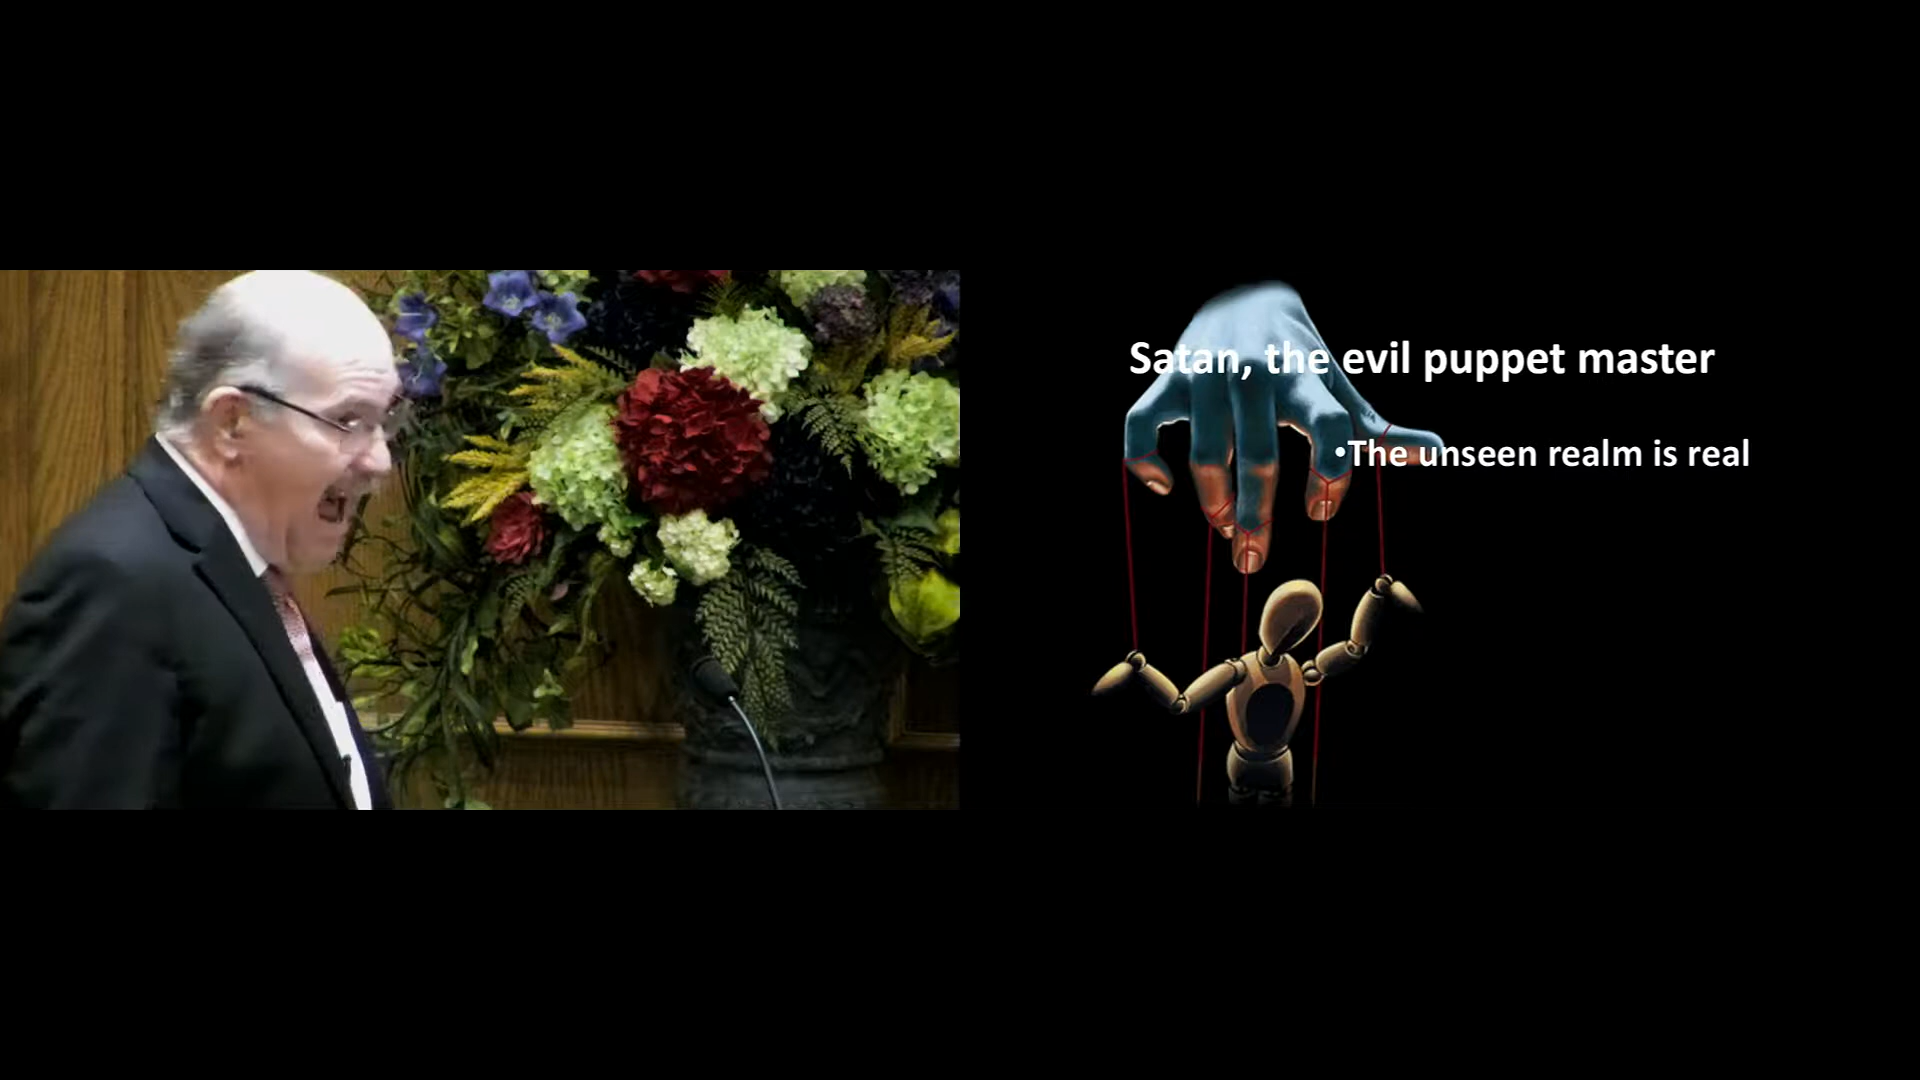 Satan, the evil puppet master
•The unseen realm is real